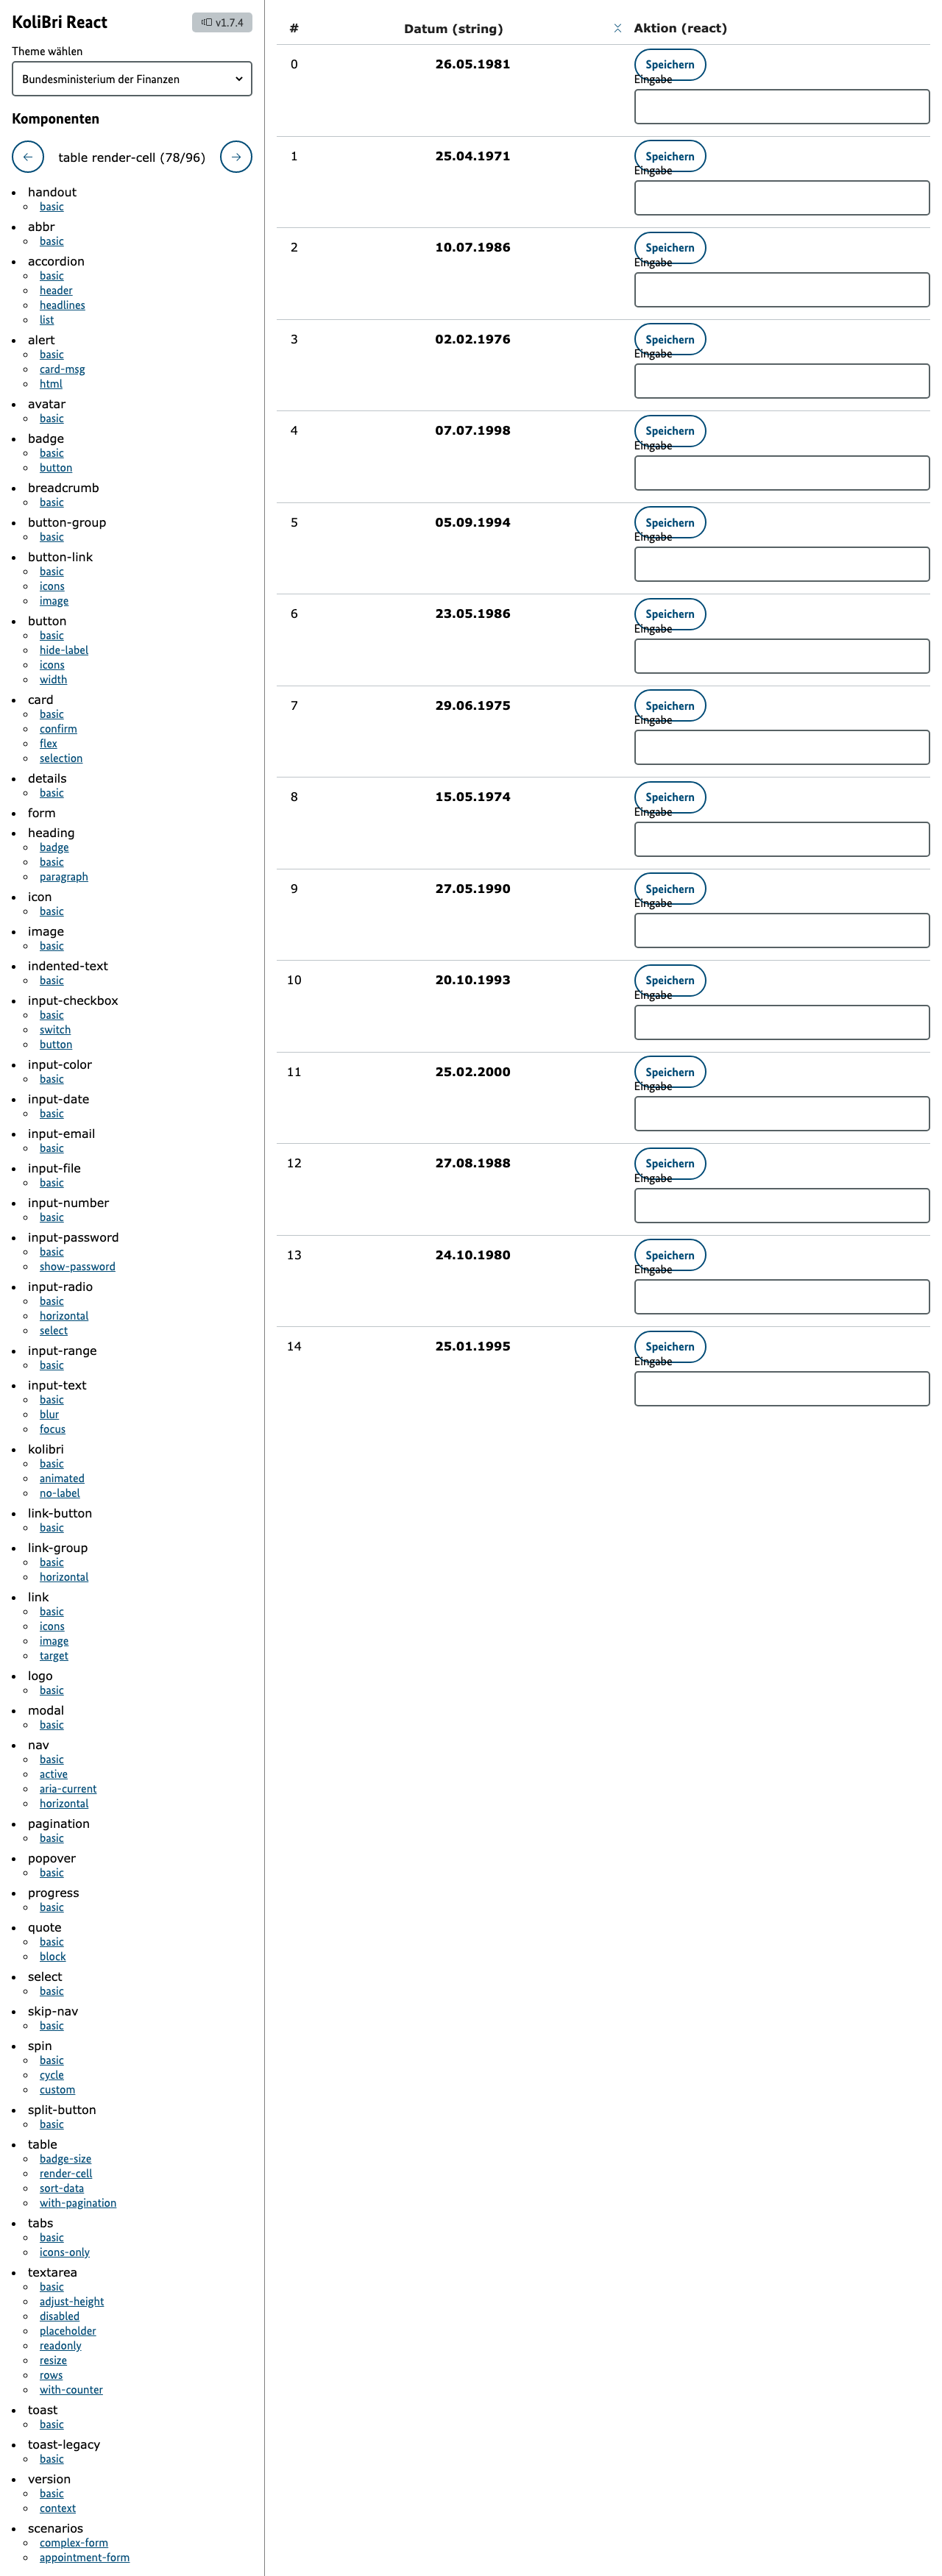 KoliBri React
v1.7.4
Theme wählen
Bundesministerium der Finanzen
Komponenten
table render-cell (78/96)
handout
basic
abbr
basic
accordion
basic
header
headlines
list
alert
basic
card-msg
html
avatar
basic
badge
basic
button
breadcrumb
basic
button-group
basic
button-link
basic
icons
image
button
basic
hide-label
icons
width
card
basic
confirm
flex
selection
details
basic
form
heading
badge
basic
paragraph
icon
basic
image
basic
indented-text
basic
input-checkbox
basic
switch
button
input-color
basic
input-date
basic
input-email
basic
input-file
basic
input-number
basic
input-password
basic
show-password
input-radio
basic
horizontal
select
input-range
basic
input-text
basic
blur
focus
kolibri
basic
animated
no-label
link-button
basic
link-group
basic
horizontal
link
basic
icons
image
target
logo
basic
modal
basic
nav
basic
active
aria-current
horizontal
pagination
basic
popover
basic
progress
basic
quote
basic
block
select
basic
skip-nav
basic
spin
basic
cycle
custom
split-button
basic
table
badge-size
render-cell
sort-data
with-pagination
tabs
basic
icons-only
textarea
basic
adjust-height
disabled
placeholder
readonly
resize
rows
with-counter
toast
basic
toast-legacy
basic
version
basic
context
scenarios
complex-form
appointment-form
# Datum (string) Aktion (react)
0 26.05.1981 Speichern
Eingabe
1 25.04.1971 Speichern
Eingabe
2 10.07.1986 Speichern
Eingabe
3 02.02.1976 Speichern
Eingabe
4 07.07.1998 Speichern
Eingabe
5 05.09.1994 Speichern
Eingabe
6 23.05.1986 Speichern
Eingabe
7 29.06.1975 Speichern
Eingabe
8 15.05.1974 Speichern
Eingabe
9 27.05.1990 Speichern
Eingabe
10 20.10.1993 Speichern
Eingabe
11 25.02.2000 Speichern
Eingabe
12 27.08.1988 Speichern
Eingabe
13 24.10.1980 Speichern
Eingabe
14 25.01.1995 Speichern
Eingabe